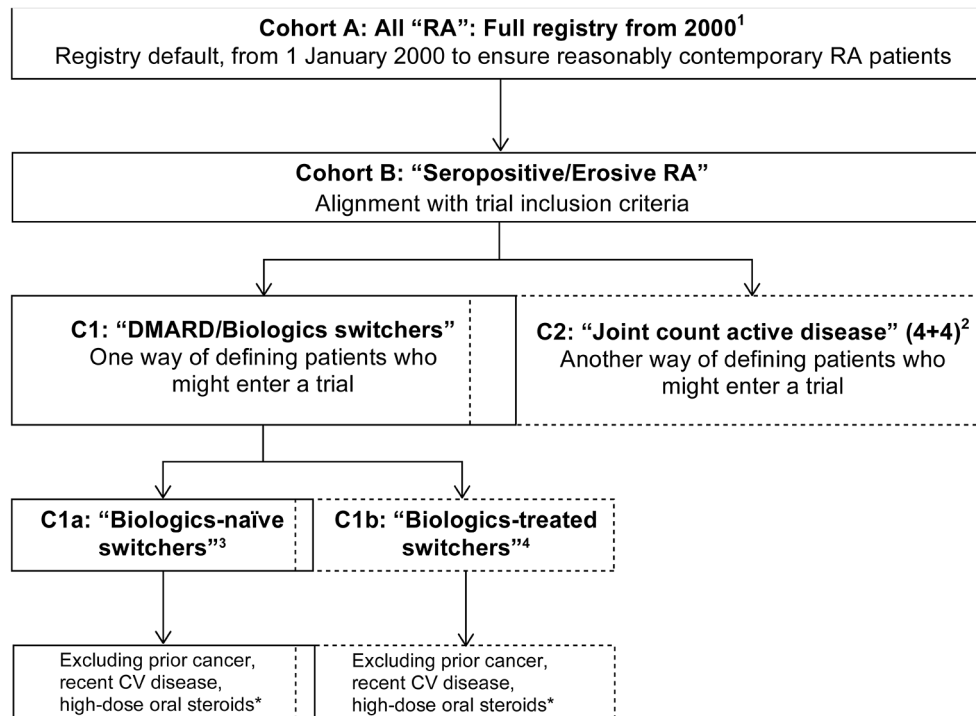 Cohort A: All “RA”: Full registry from 2000¹
Registry default, from 1 January 2000 to ensure reasonably contemporary RA patients
Cohort B: “Seropositive/Erosive RA”
Alignment with trial inclusion criteria
C1: “DMARD/Biologics switchers”
One way of defining patients who
might enter a trial
C2: “Joint count active disease” (4+4)²
Another way of defining patients who
might enter a trial
C1a: “Biologics-naïve
switchers”³
C1b: “Biologics-treated
switchers”⁴
Excluding prior cancer,
recent CV disease,
high-dose oral steroids*
Excluding prior cancer,
recent CV disease,
high-dose oral steroids*